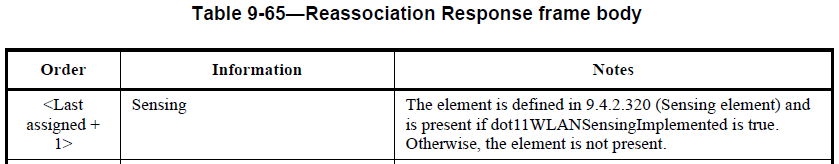 Table 9-65—Reassociation Response frame body
Order Information Notes
<Last assigned + 1> Sensing The element is defined in 9.4.2.320 (Sensing element) and
is present if dot11WLANSensingImplemented is true.
Otherwise, the element is not present.